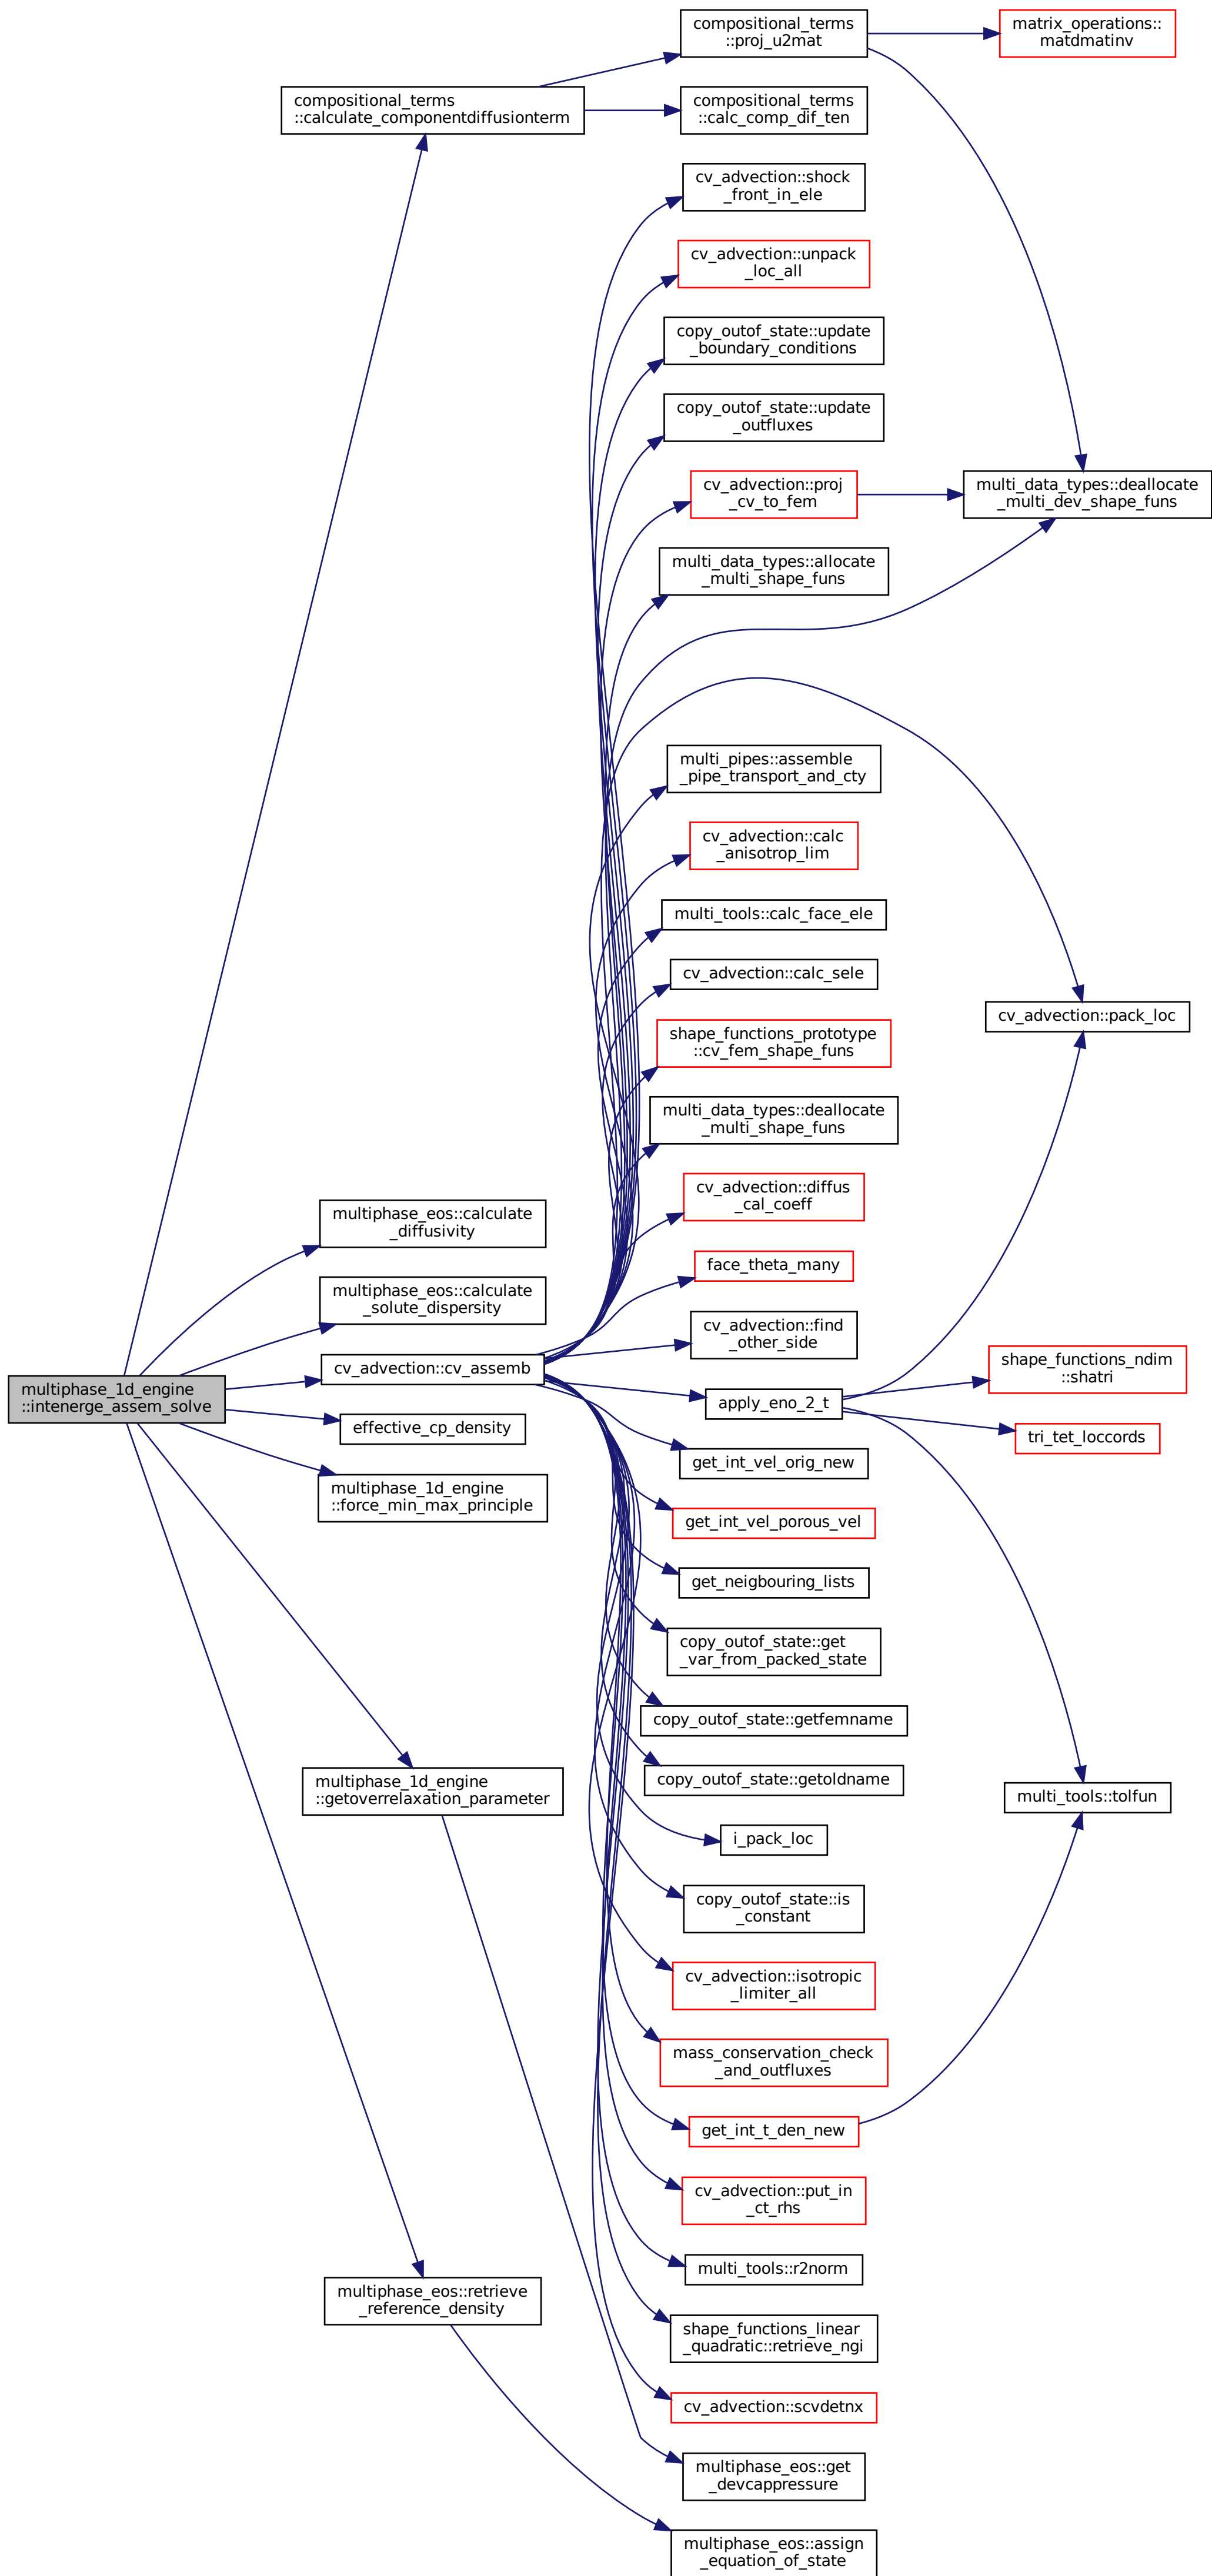 compositional_terms
::proj_u2mat
matrix_operations::
matdmatinv
compositional_terms
::calculate_componentdiffusionterm
compositional_terms
::calc_comp_dif_ten
cv_advection::shock
_front_in_ele
cv_advection::unpack
_loc_all
copy_outof_state::update
_boundary_conditions
copy_outof_state::update
_outfluxes
cv_advection::proj
_cv_to_fem
multi_data_types::deallocate
_multi_dev_shape_funs
multi_data_types::allocate
_multi_shape_funs
multi_pipes::assemble
_pipe_transport_and_cty
cv_advection::calc
_anisotrop_lim
multi_tools::calc_face_ele
cv_advection::calc_sele
cv_advection::pack_loc
shape_functions_prototype
::cv_fem_shape_funs
multi_data_types::deallocate
_multi_shape_funs
cv_advection::diffus
_cal_coeff
multiphase_eos::calculate
_diffusivity
face_theta_many
multiphase_eos::calculate
_solute_dispersity
cv_advection::find
_other_side
cv_advection::cv_assemb
shape_functions_ndim
::shatri
multiphase_1d_engine
::intenerge_assem_solve
apply_eno_2_t
effective_cp_density
tri_tet_loccords
get_int_vel_orig_new
multiphase_1d_engine
::force_min_max_principle
get_int_vel_porous_vel
get_neigbouring_lists
copy_outof_state::get
_var_from_packed_state
copy_outof_state::getfemname
copy_outof_state::getoldname
multiphase_1d_engine
::getoverrelaxation_parameter
multi_tools::tolfun
i_pack_loc
copy_outof_state::is
_constant
cv_advection::isotropic
_limiter_all
mass_conservation_check
_and_outfluxes
get_int_t_den_new
cv_advection::put_in
_ct_rhs
multi_tools::r2norm
multiphase_eos::retrieve
_reference_density
shape_functions_linear
_quadratic::retrieve_ngi
cv_advection::scvdetnx
multiphase_eos::get
_devcappressure
multiphase_eos::assign
_equation_of_state